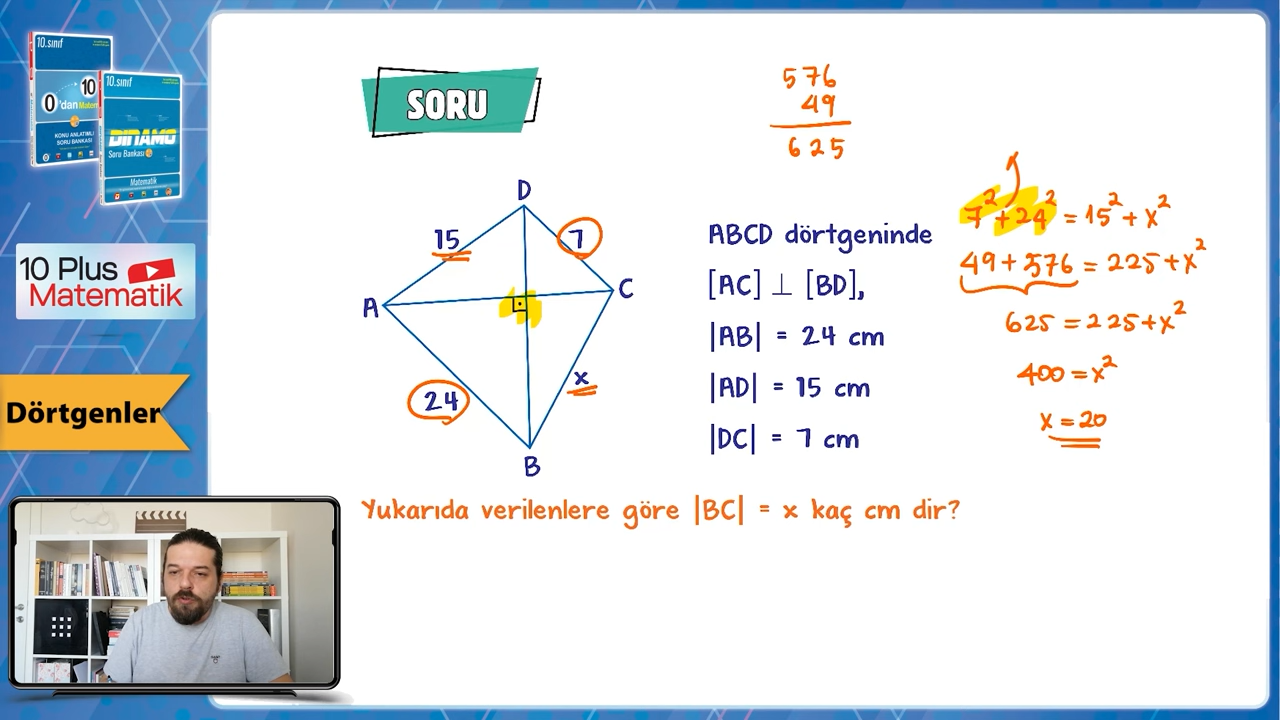 10.sınıf
0'dan 10
KONU ANLATIMLI
SORU BANKASI
10.sınıf
DiNAMO
Soru Bankası
Matematik
10 Plus
Matematik
Dörtgenler
SORU
576
49
625
D
15
7
A
C
24
x
B
ABCD dörtgeninde
[AC] ⊥ [BD],
|AB| = 24 cm
|AD| = 15 cm
|DC| = 7 cm
7² + 24² = 15² + x²
49 + 576 = 225 + x²
625 = 225 + x²
400 = x²
x = 20
Yukarıda verilenlere göre |BC| = x kaç cm dir?